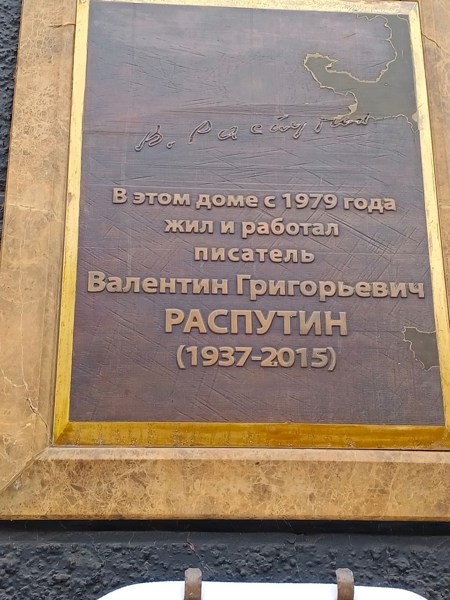 В. Распутин
В этом доме с 1979 года
жил и работал
писатель
Валентин Григорьевич
РАСПУТИН
(1937-2015)